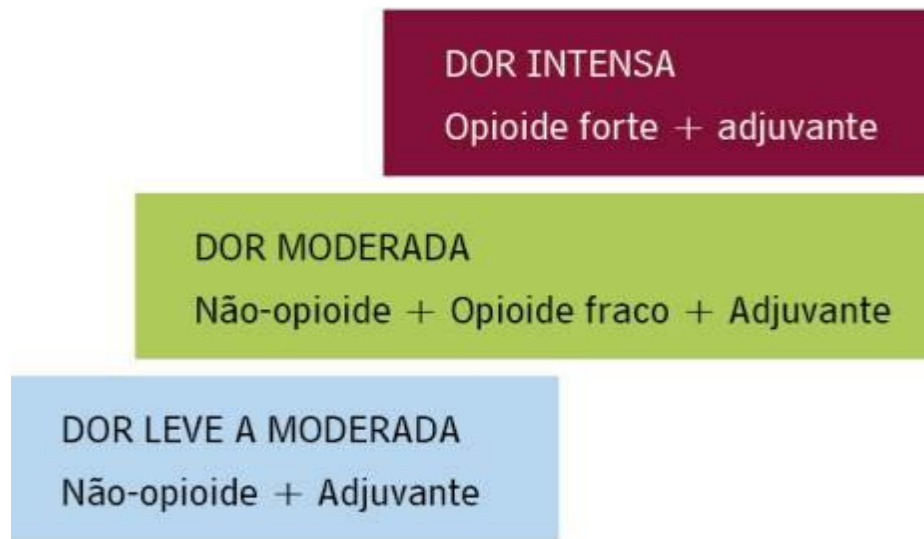 DOR INTENSA
Opioide forte + adjuvante
DOR MODERADA
Não-opioide + Opioide fraco + Adjuvante
DOR LEVE A MODERADA
Não-opioide + Adjuvante